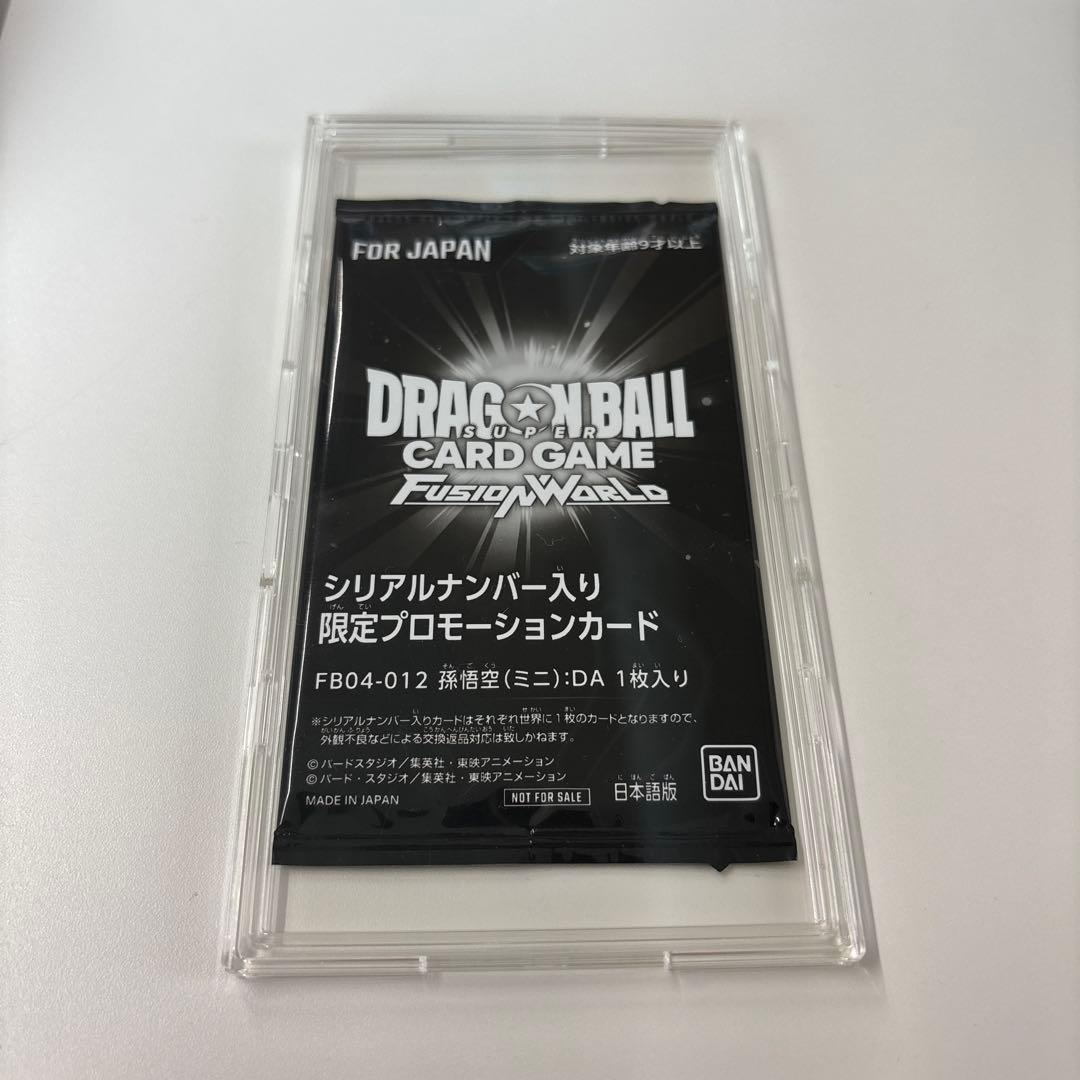 FOR JAPAN
対象年齢9才以上
DRAGON BALL
SUPER
CARD GAME
FUSION WORLD
シリアルナンバー入り
限定プロモーションカード
FB04-012 孫悟空(ミニ):DA 1枚入り
※シリアルナンバー入りカードはそれぞれ世界に1枚のカードとなりますので、
外観不良などによる交換返品対応は致しかねます。
©バードスタジオ/集英社・東映アニメーション
©バード・スタジオ/集英社・東映アニメーション
MADE IN JAPAN
NOT FOR SALE
日本語版
BAN
DAI